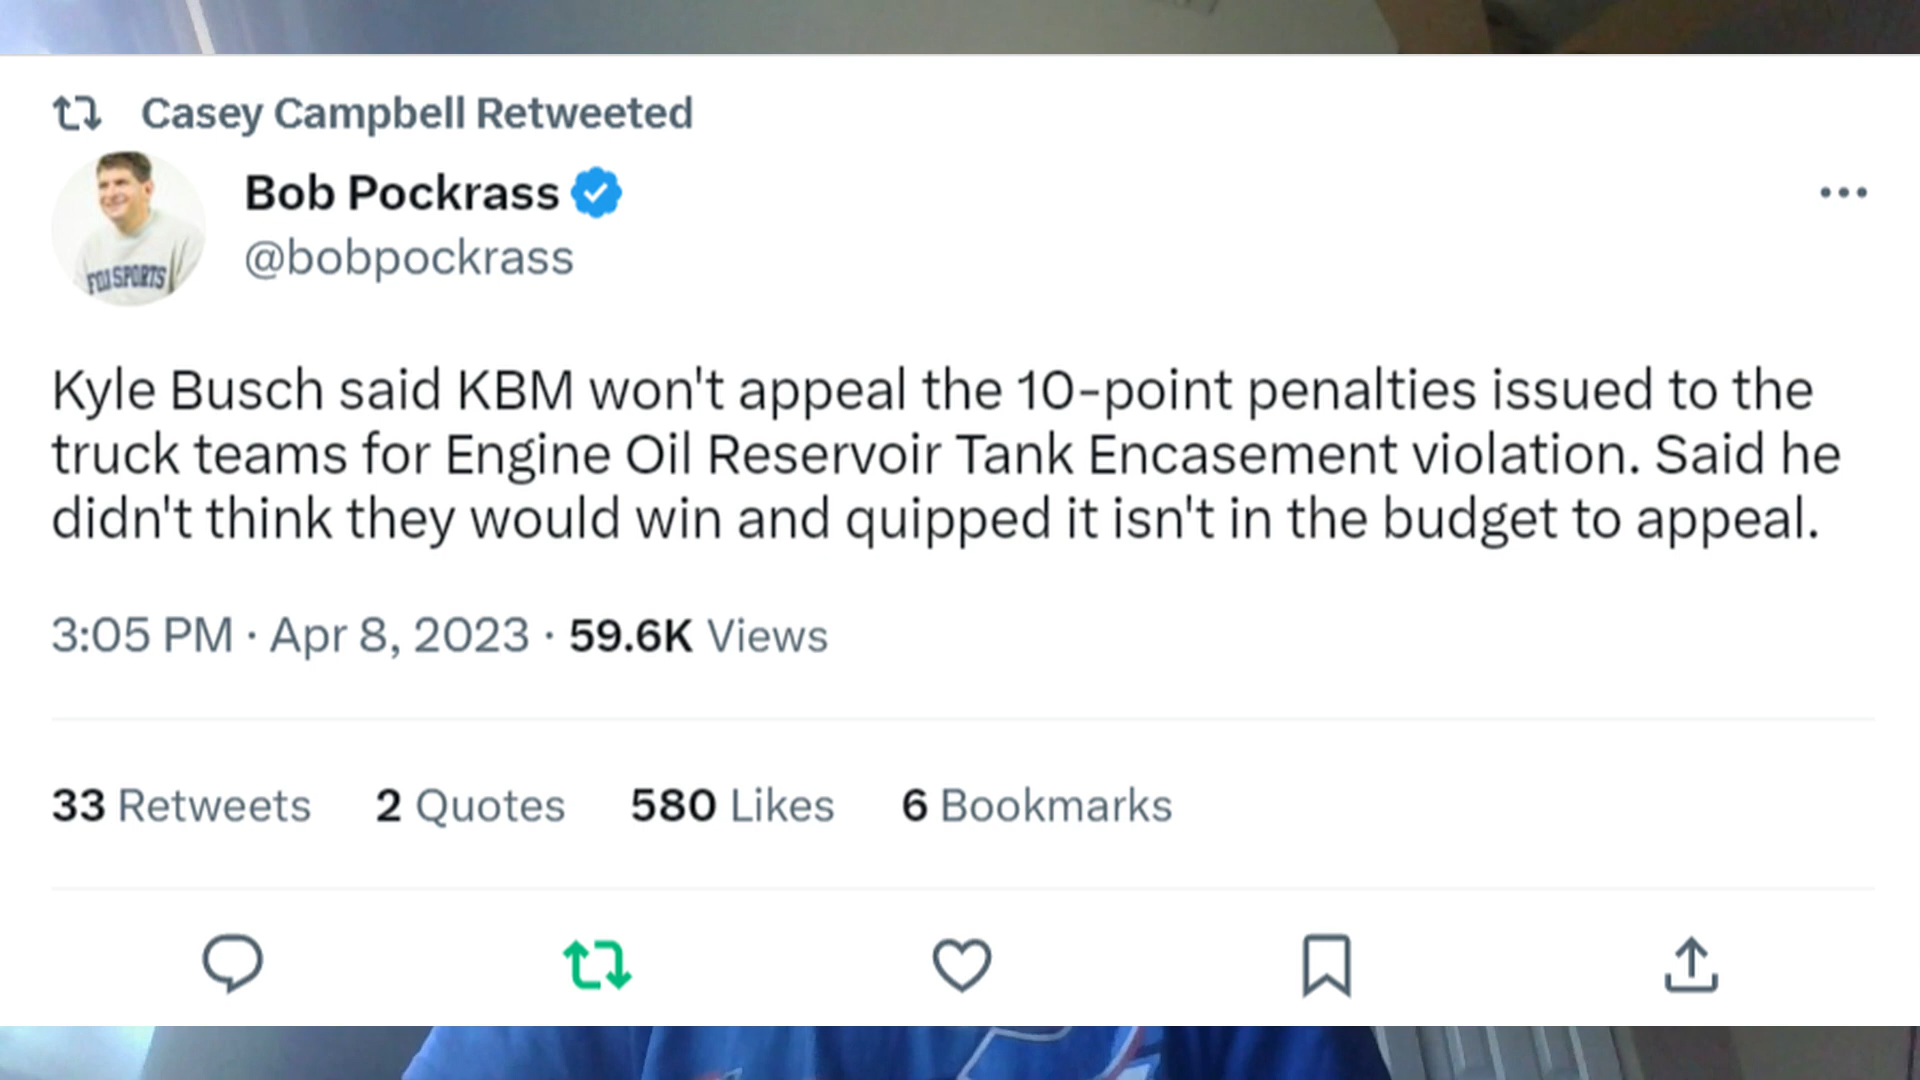 Casey Campbell Retweeted
Bob Pockrass
@bobpockrass
FOX SPORTS
Kyle Busch said KBM won't appeal the 10-point penalties issued to the
truck teams for Engine Oil Reservoir Tank Encasement violation. Said he
didn't think they would win and quipped it isn't in the budget to appeal.
3:05 PM · Apr 8, 2023 · 59.6K Views
33 Retweets 2 Quotes 580 Likes 6 Bookmarks